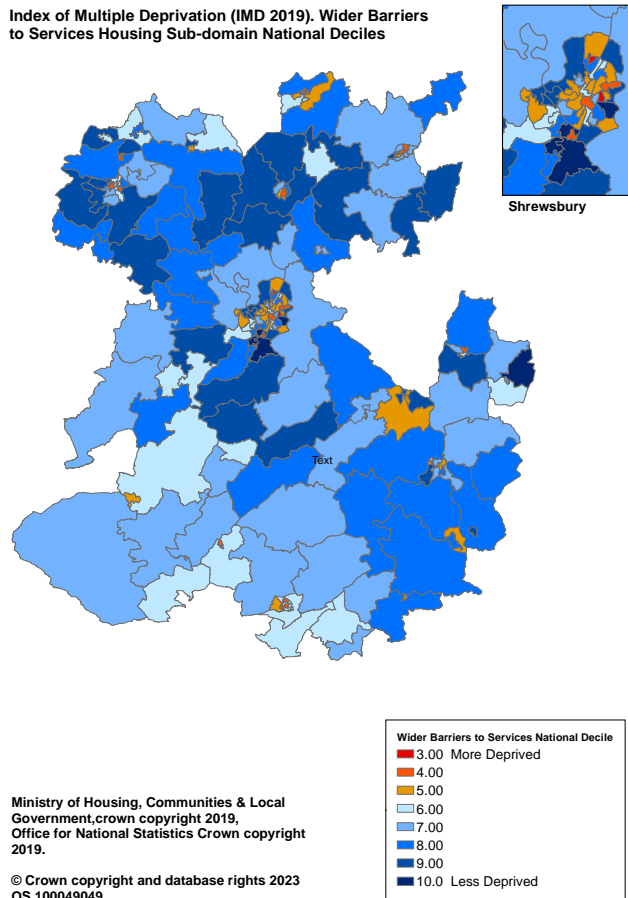 Index of Multiple Deprivation (IMD 2019). Wider Barriers
to Services Housing Sub-domain National Deciles
Shrewsbury
Text
Wider Barriers to Services National Decile
3.00 More Deprived
4.00
5.00
6.00
7.00
8.00
9.00
10.0 Less Deprived
Ministry of Housing, Communities & Local
Government,crown copyright 2019,
Office for National Statistics Crown copyright
2019.
© Crown copyright and database rights 2023
OS 100049049